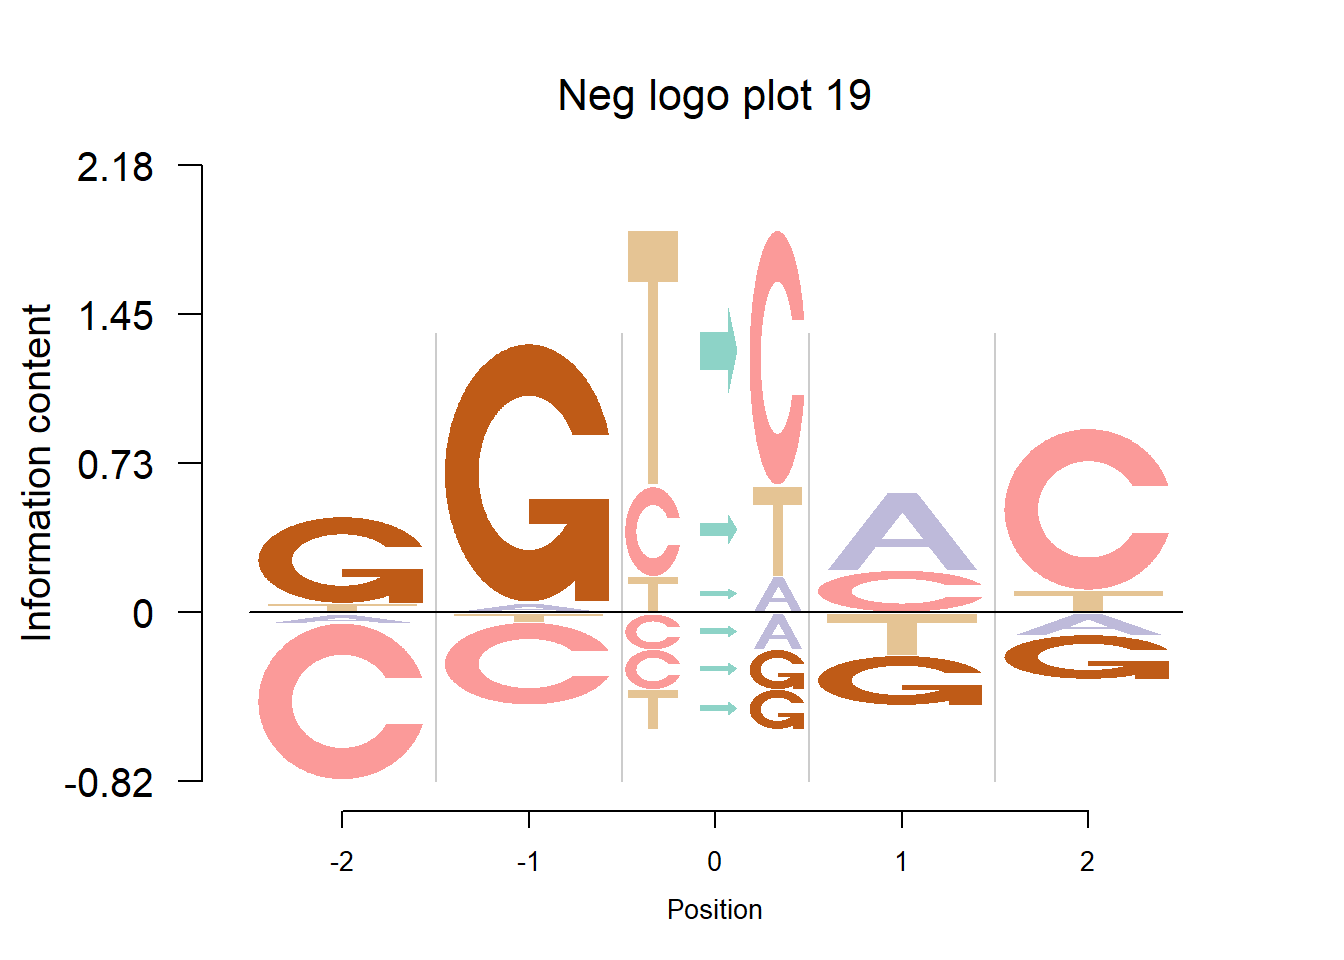 Neg logo plot 19
Information content
2.18
1.45
0.73
0
-0.82
G T A C
G A T C
T C
C T
T A
C A
C G
T G
A C T G
C T A G
-2 -1 0 1 2
Position